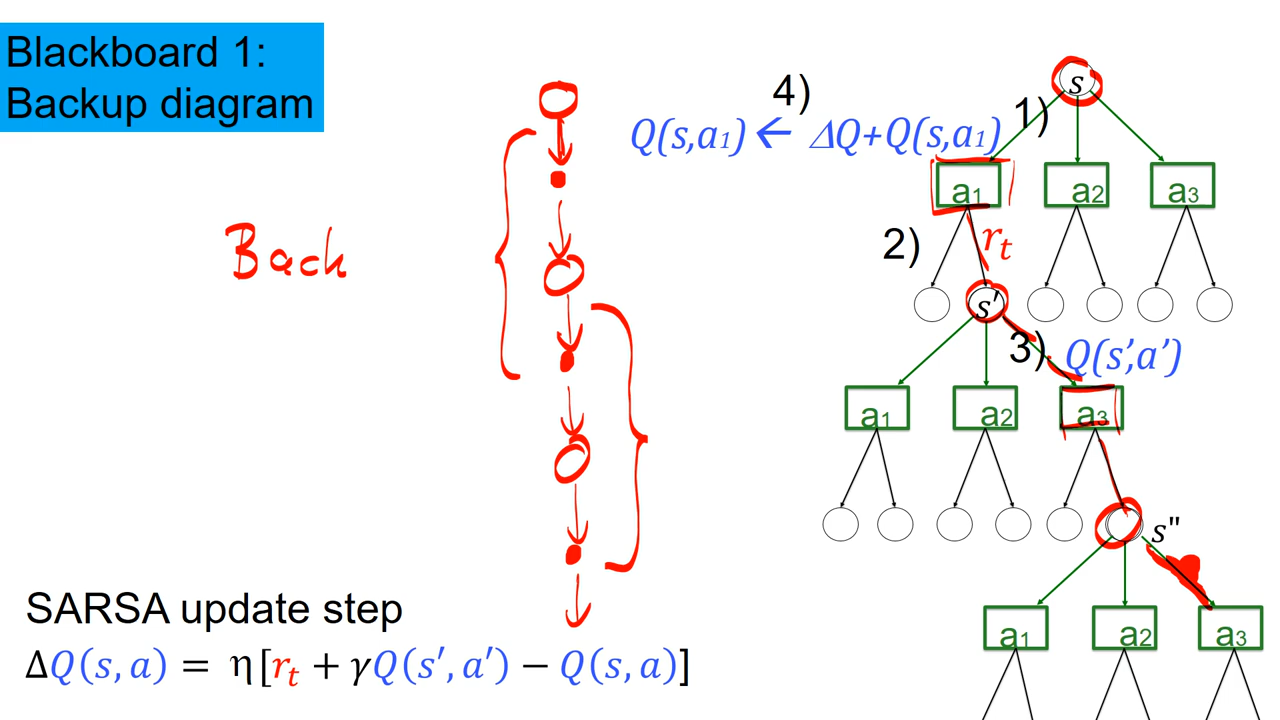 Blackboard 1:
Backup diagram
Back
4)
Q(s,a1) ← ΔQ+Q(s,a1)
s
1)
a1 a2 a3
2)
rt
s'
3)
Q(s',a')
a1 a2 a3
s"
a1 a2 a3
SARSA update step
ΔQ(s, a) = η[rt + γQ(s′, a′) − Q(s, a)]